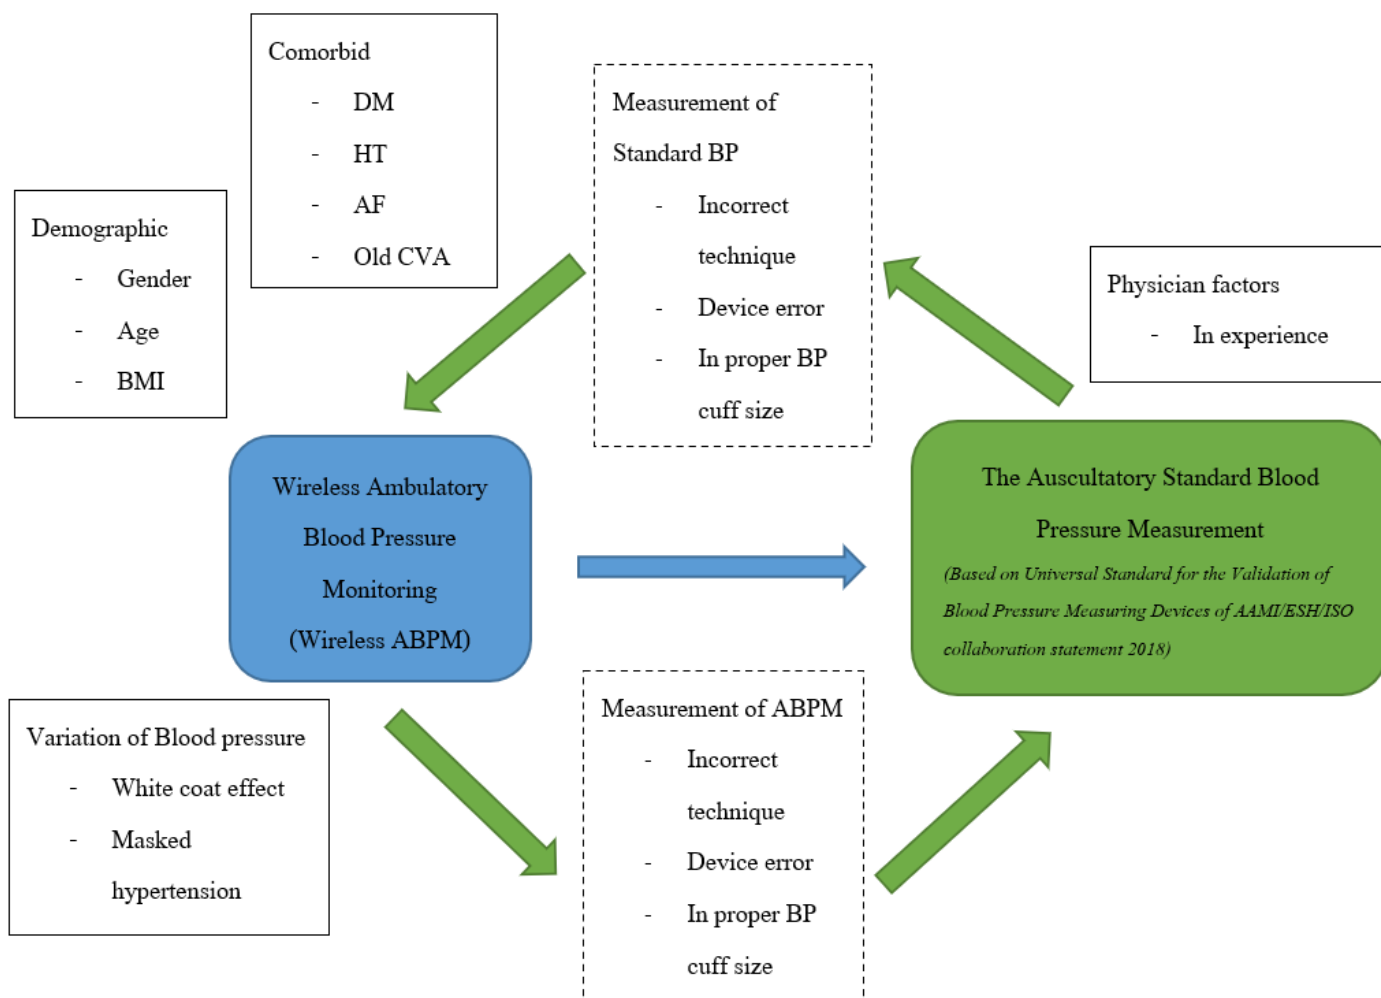 Comorbid
- DM
- HT
- AF
- Old CVA
Measurement of
Standard BP
- Incorrect
technique
- Device error
- In proper BP
cuff size
Demographic
- Gender
- Age
- BMI
Physician factors
- In experience
Wireless Ambulatory
Blood Pressure
Monitoring
(Wireless ABPM)
The Auscultatory Standard Blood
Pressure Measurement
(Based on Universal Standard for the Validation of
Blood Pressure Measuring Devices of AAMI/ESH/ISO
collaboration statement 2018)
Variation of Blood pressure
- White coat effect
- Masked
hypertension
Measurement of ABPM
- Incorrect
technique
- Device error
- In proper BP
cuff size